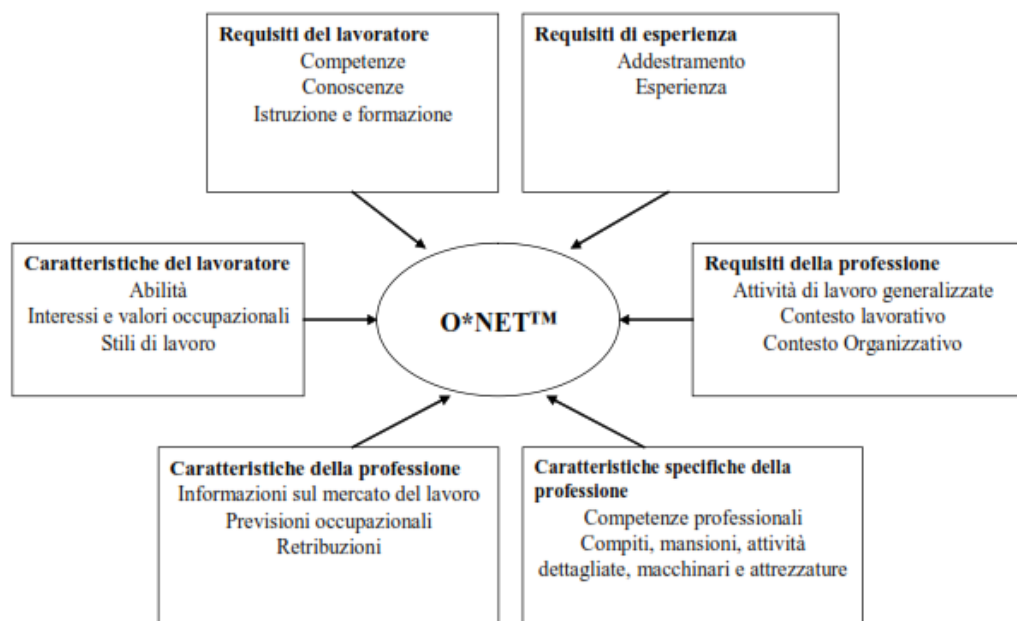 Requisiti del lavoratore
Competenze
Conoscenze
Istruzione e formazione
Requisiti di esperienza
Addestramento
Esperienza
Caratteristiche del lavoratore
Abilità
Interessi e valori occupazionali
Stili di lavoro
O*NET™
Requisiti della professione
Attività di lavoro generalizzate
Contesto lavorativo
Contesto Organizzativo
Caratteristiche della professione
Informazioni sul mercato del lavoro
Previsioni occupazionali
Retribuzioni
Caratteristiche specifiche della
professione
Competenze professionali
Compiti, mansioni, attività
dettagliate, macchinari e attrezzature